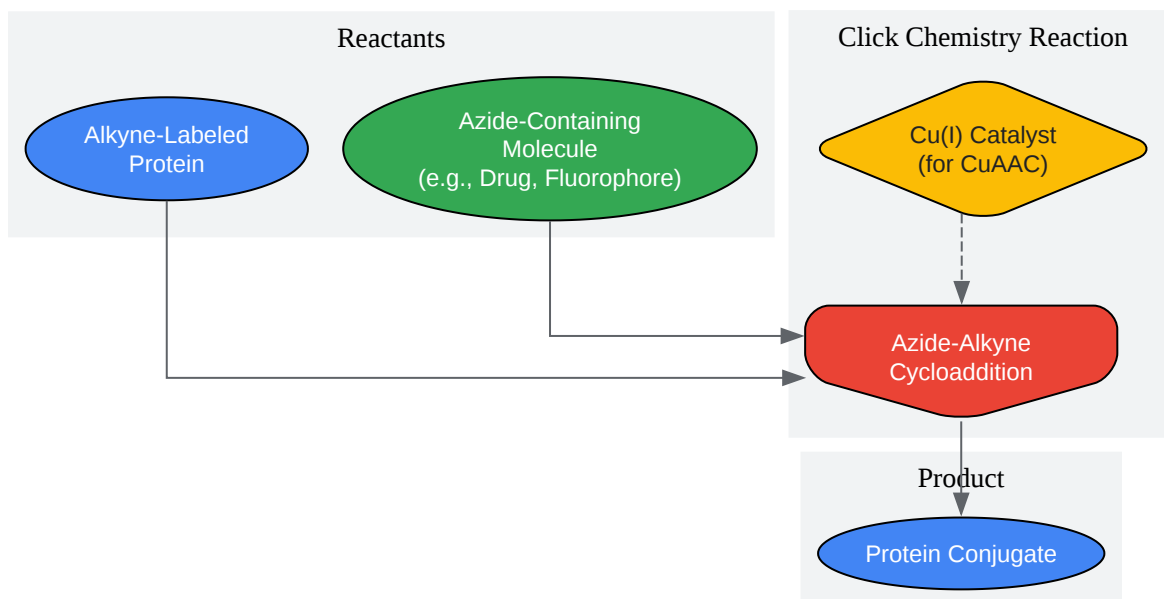 Reactants
Alkyne-Labeled
Protein
Azide-Containing
Molecule
(e.g., Drug, Fluorophore)
Click Chemistry Reaction
Cu(I) Catalyst
(for CuAAC)
Azide-Alkyne
Cycloaddition
Product
Protein Conjugate